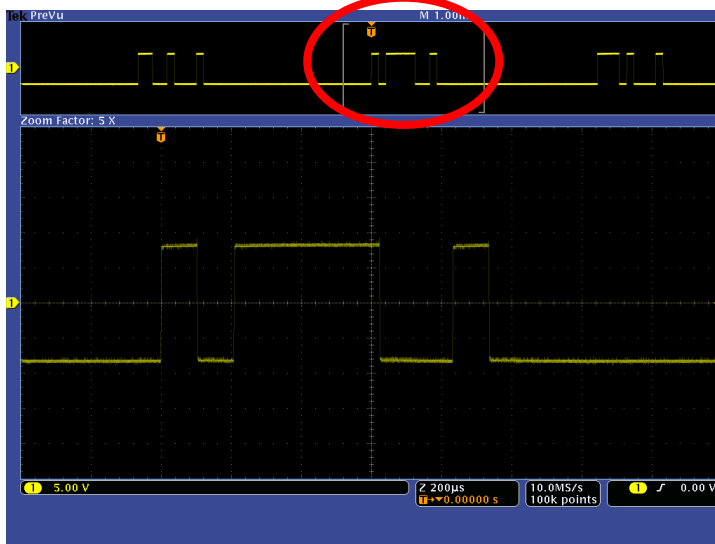 Tek PreVu
M 1.00
T
1
Zoom Factor: 5 X
T
1
1 5.00 V
Z 200µs
T→▾0.00000 s
10.0MS/s
100k points
1 ƒ 0.00 V